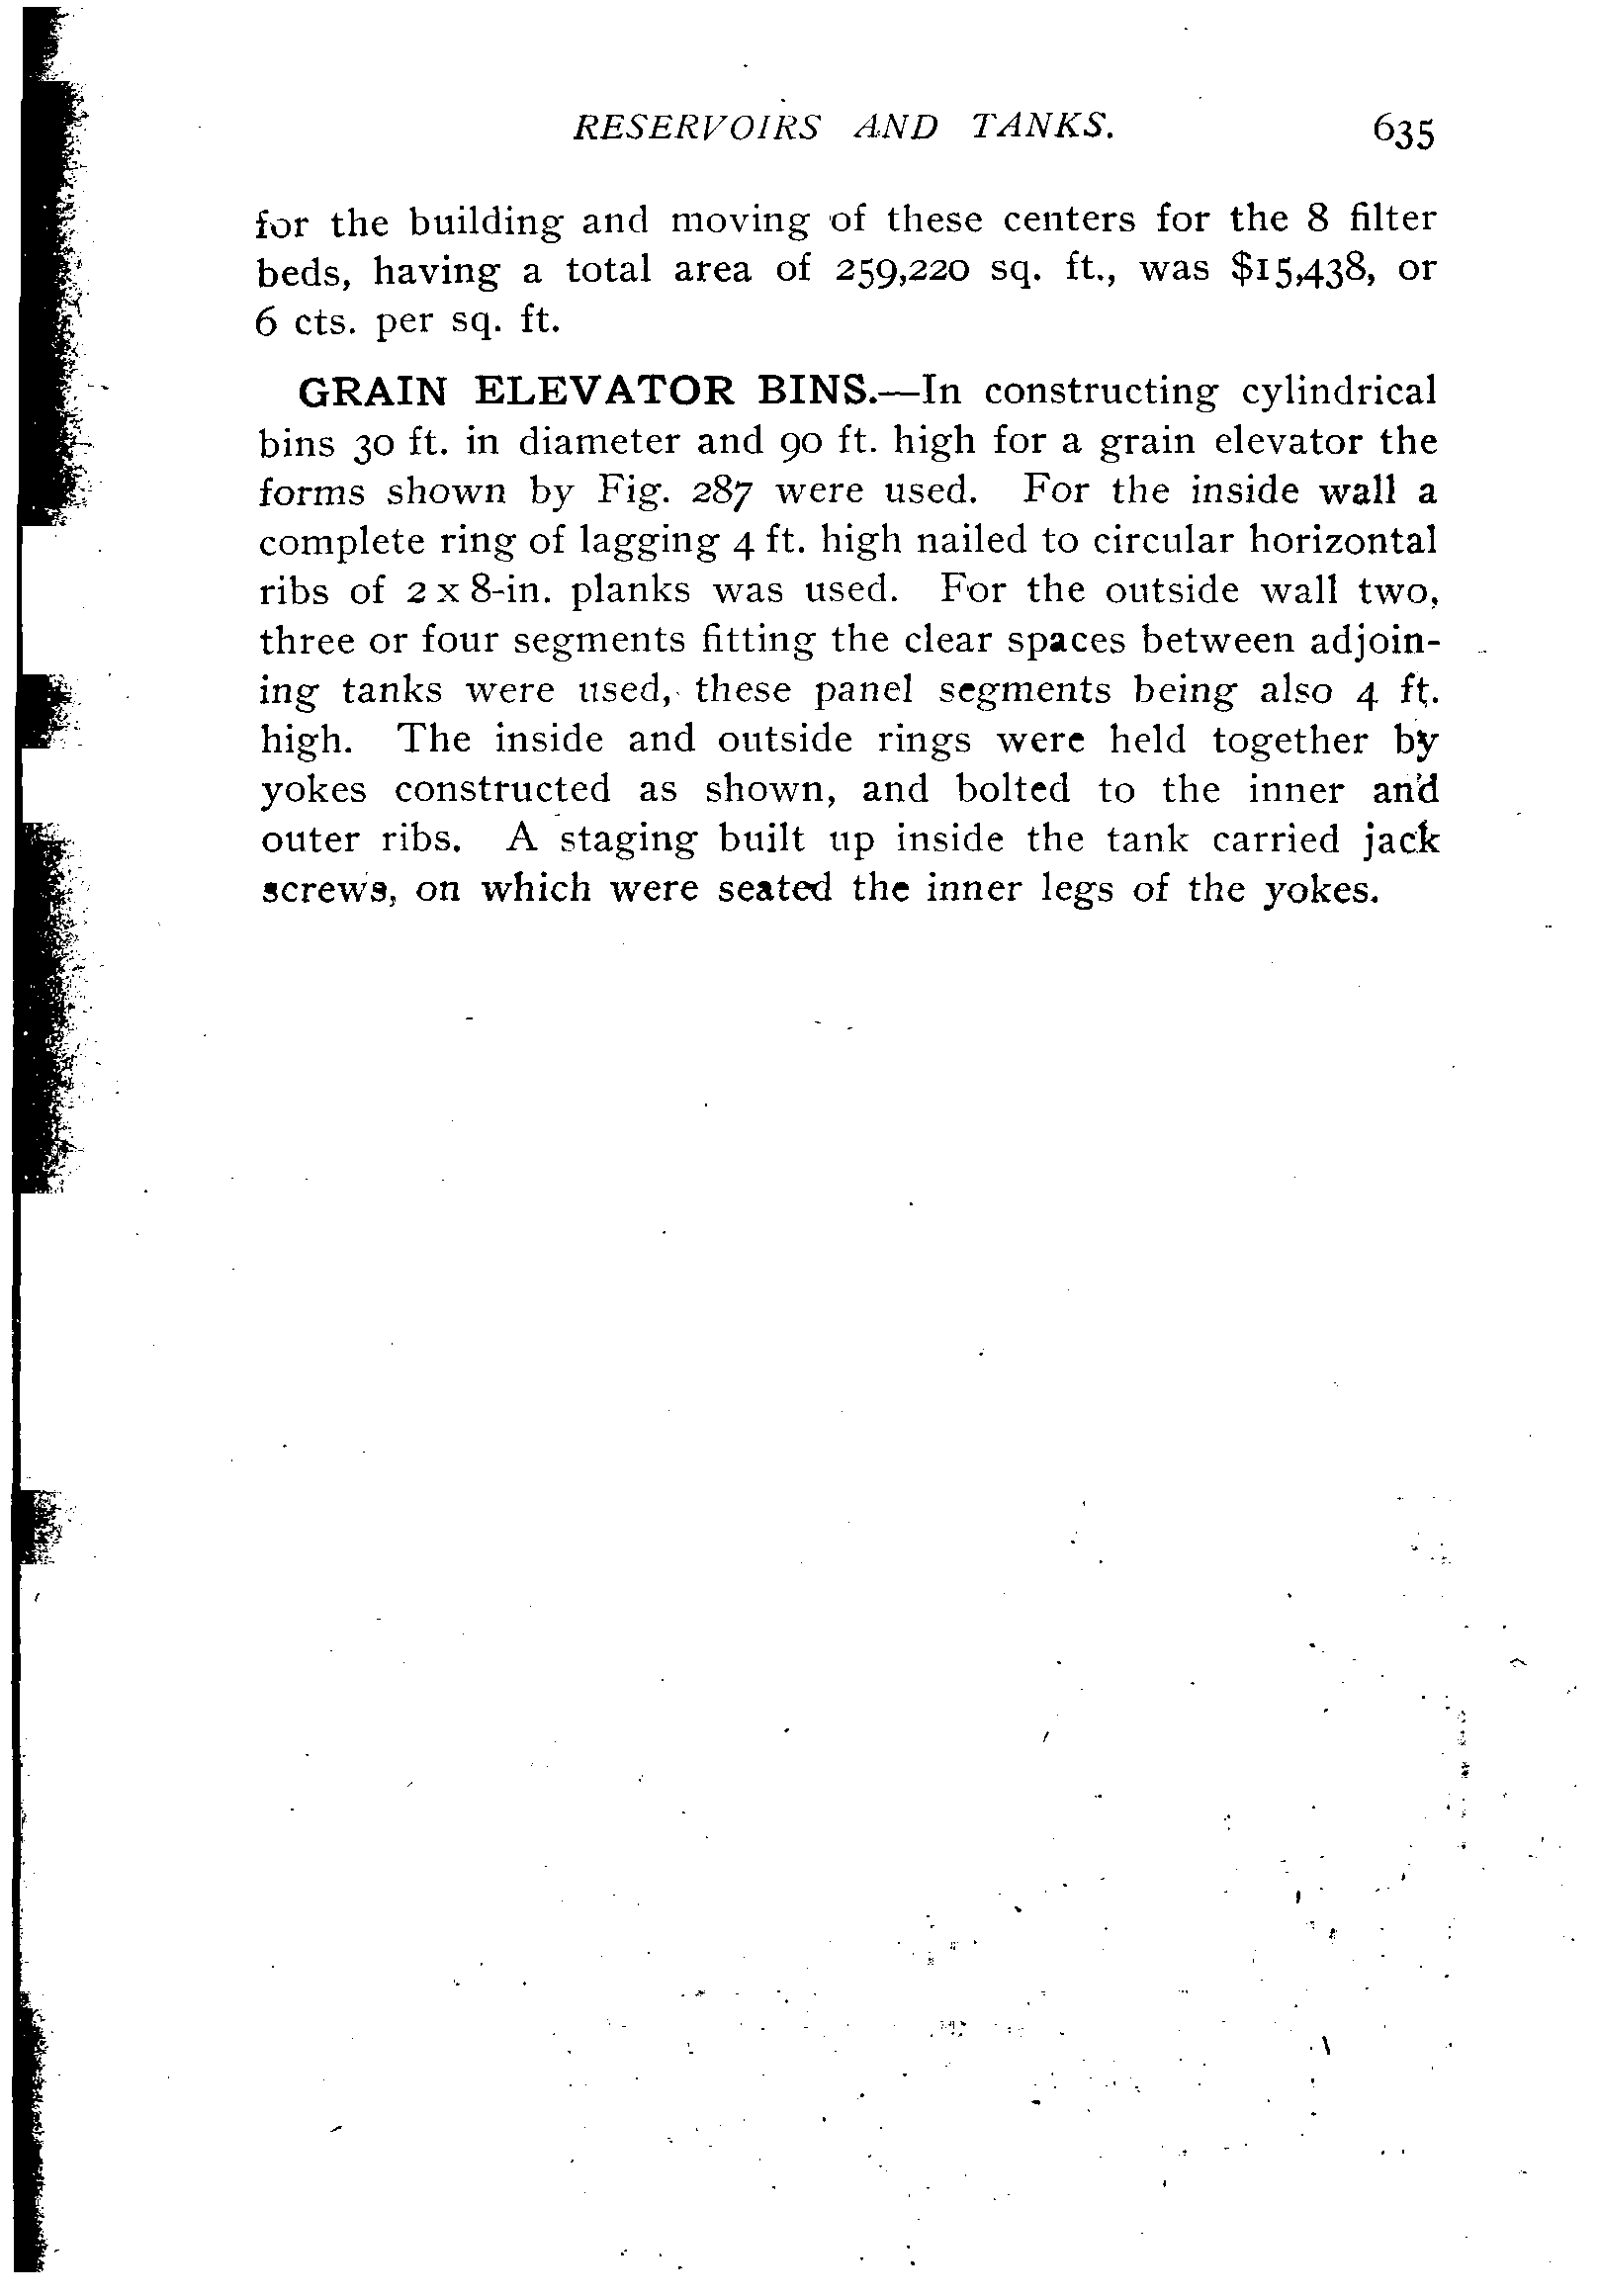 RESERVOIRS AND TANKS. 635
for the building and moving of these centers for the 8 filter
beds, having a total area of 259,220 sq. ft., was $15,438, or
6 cts. per sq. ft.
GRAIN ELEVATOR BINS.—In constructing cylindrical
bins 30 ft. in diameter and 90 ft. high for a grain elevator the
forms shown by Fig. 287 were used. For the inside wall a
complete ring of lagging 4 ft. high nailed to circular horizontal
ribs of 2 x 8-in. planks was used. For the outside wall two,
three or four segments fitting the clear spaces between adjoin-
ing tanks were used, these panel segments being also 4 ft.
high. The inside and outside rings were held together by
yokes constructed as shown, and bolted to the inner and
outer ribs. A staging built up inside the tank carried jack
screws, on which were seated the inner legs of the yokes.